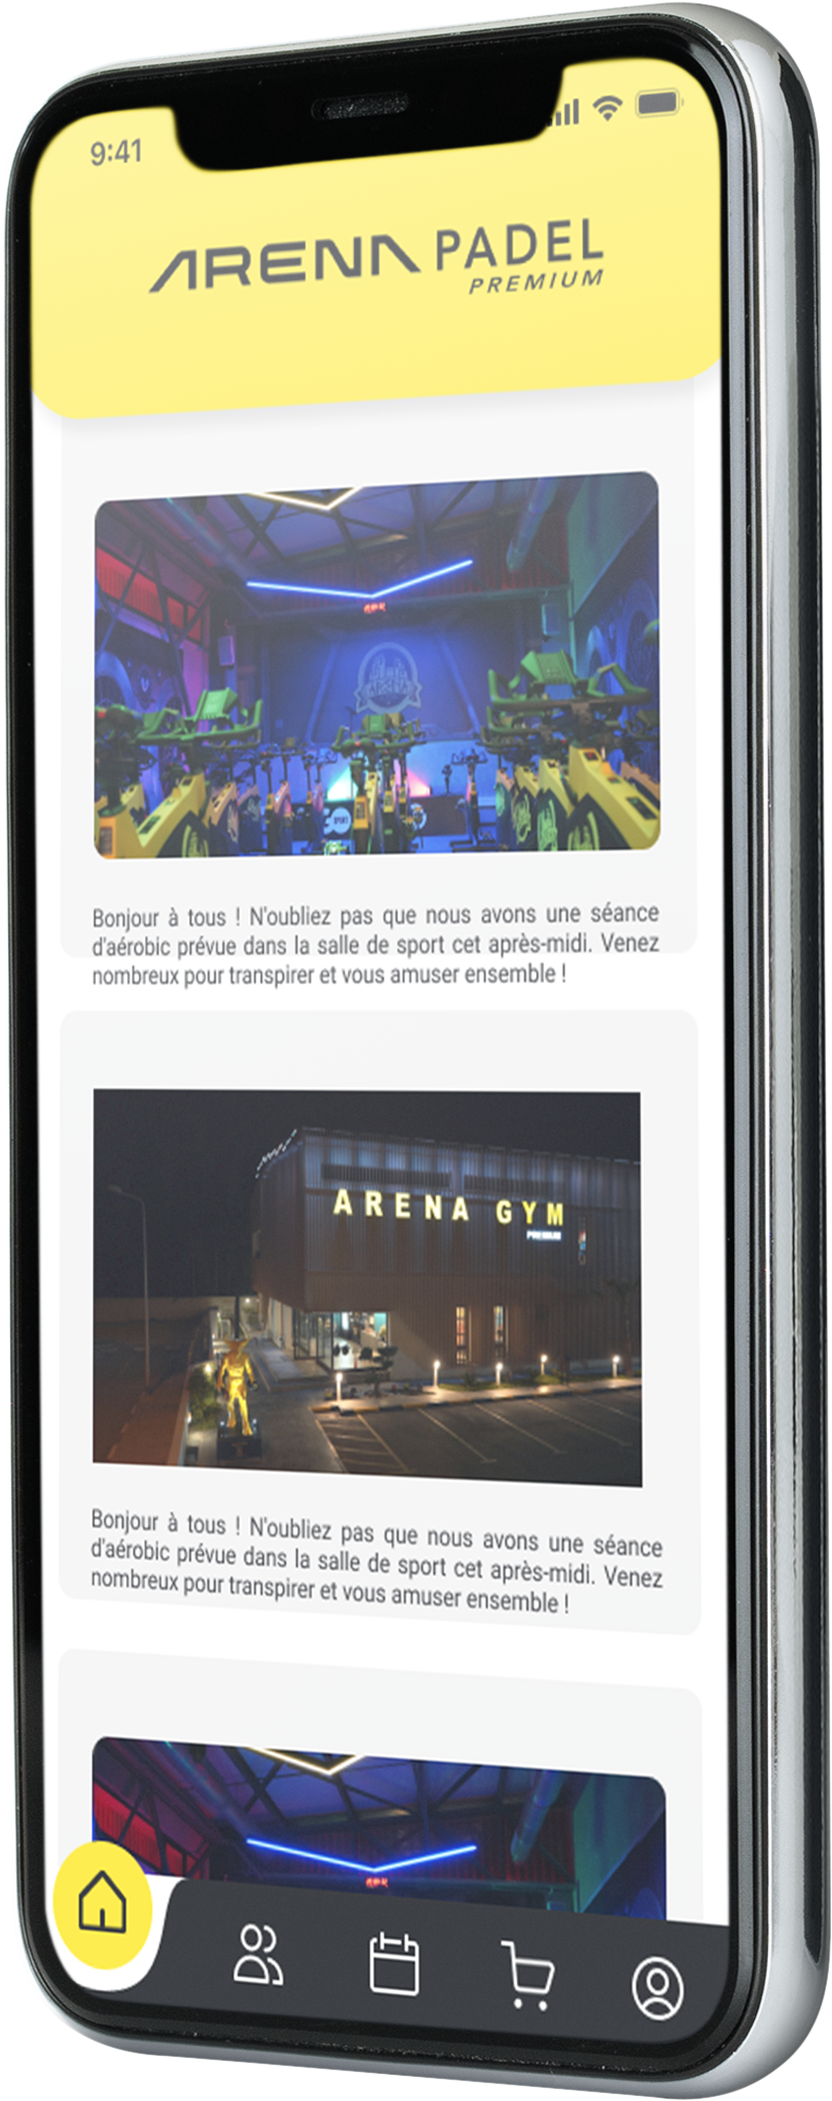 9:41
ARENA PADEL
PREMIUM
ARENA
Bonjour à tous ! N'oubliez pas que nous avons une séance
d'aérobic prévue dans la salle de sport cet après-midi. Venez
nombreux pour transpirer et vous amuser ensemble !
ARENA GYM
PREMIUM
Bonjour à tous ! N'oubliez pas que nous avons une séance
d'aérobic prévue dans la salle de sport cet après-midi. Venez
nombreux pour transpirer et vous amuser ensemble !